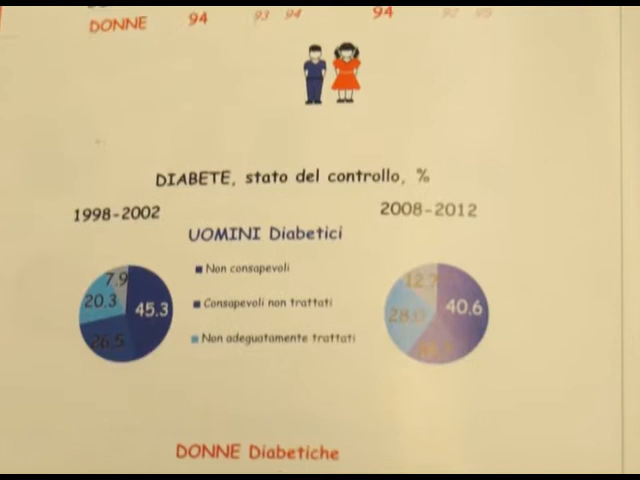 DONNE 94 93 94 94
DIABETE, stato del controllo, %
1998-2002 2008-2012
UOMINI Diabetici
Non consapevoli
Consapevoli non trattati
Non adeguatamente trattati
7.9
20.3
45.3
26.5
40.6
DONNE Diabetiche